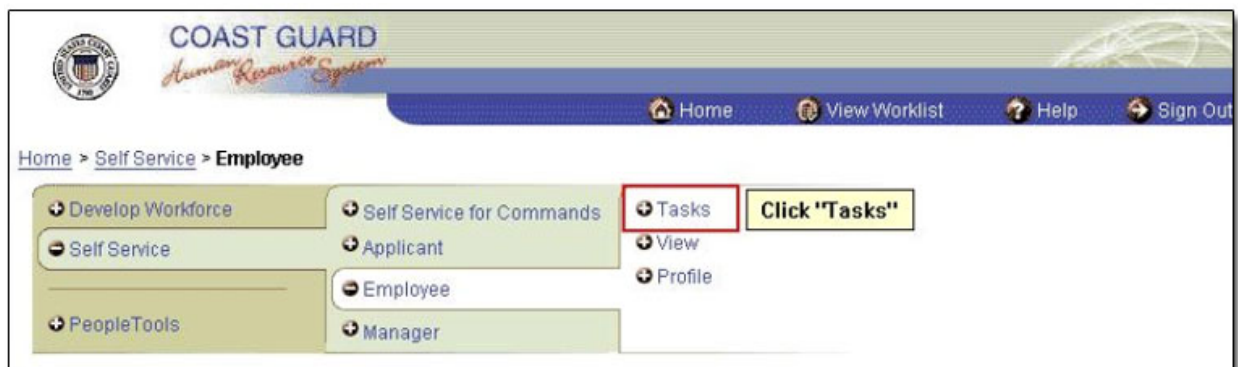 COAST GUARD
Human Resource System
Home View Worklist Help Sign Out
Home > Self Service > Employee
Develop Workforce
Self Service
PeopleTools
Self Service for Commands
Applicant
Employee
Manager
Tasks
View
Profile
Click "Tasks"